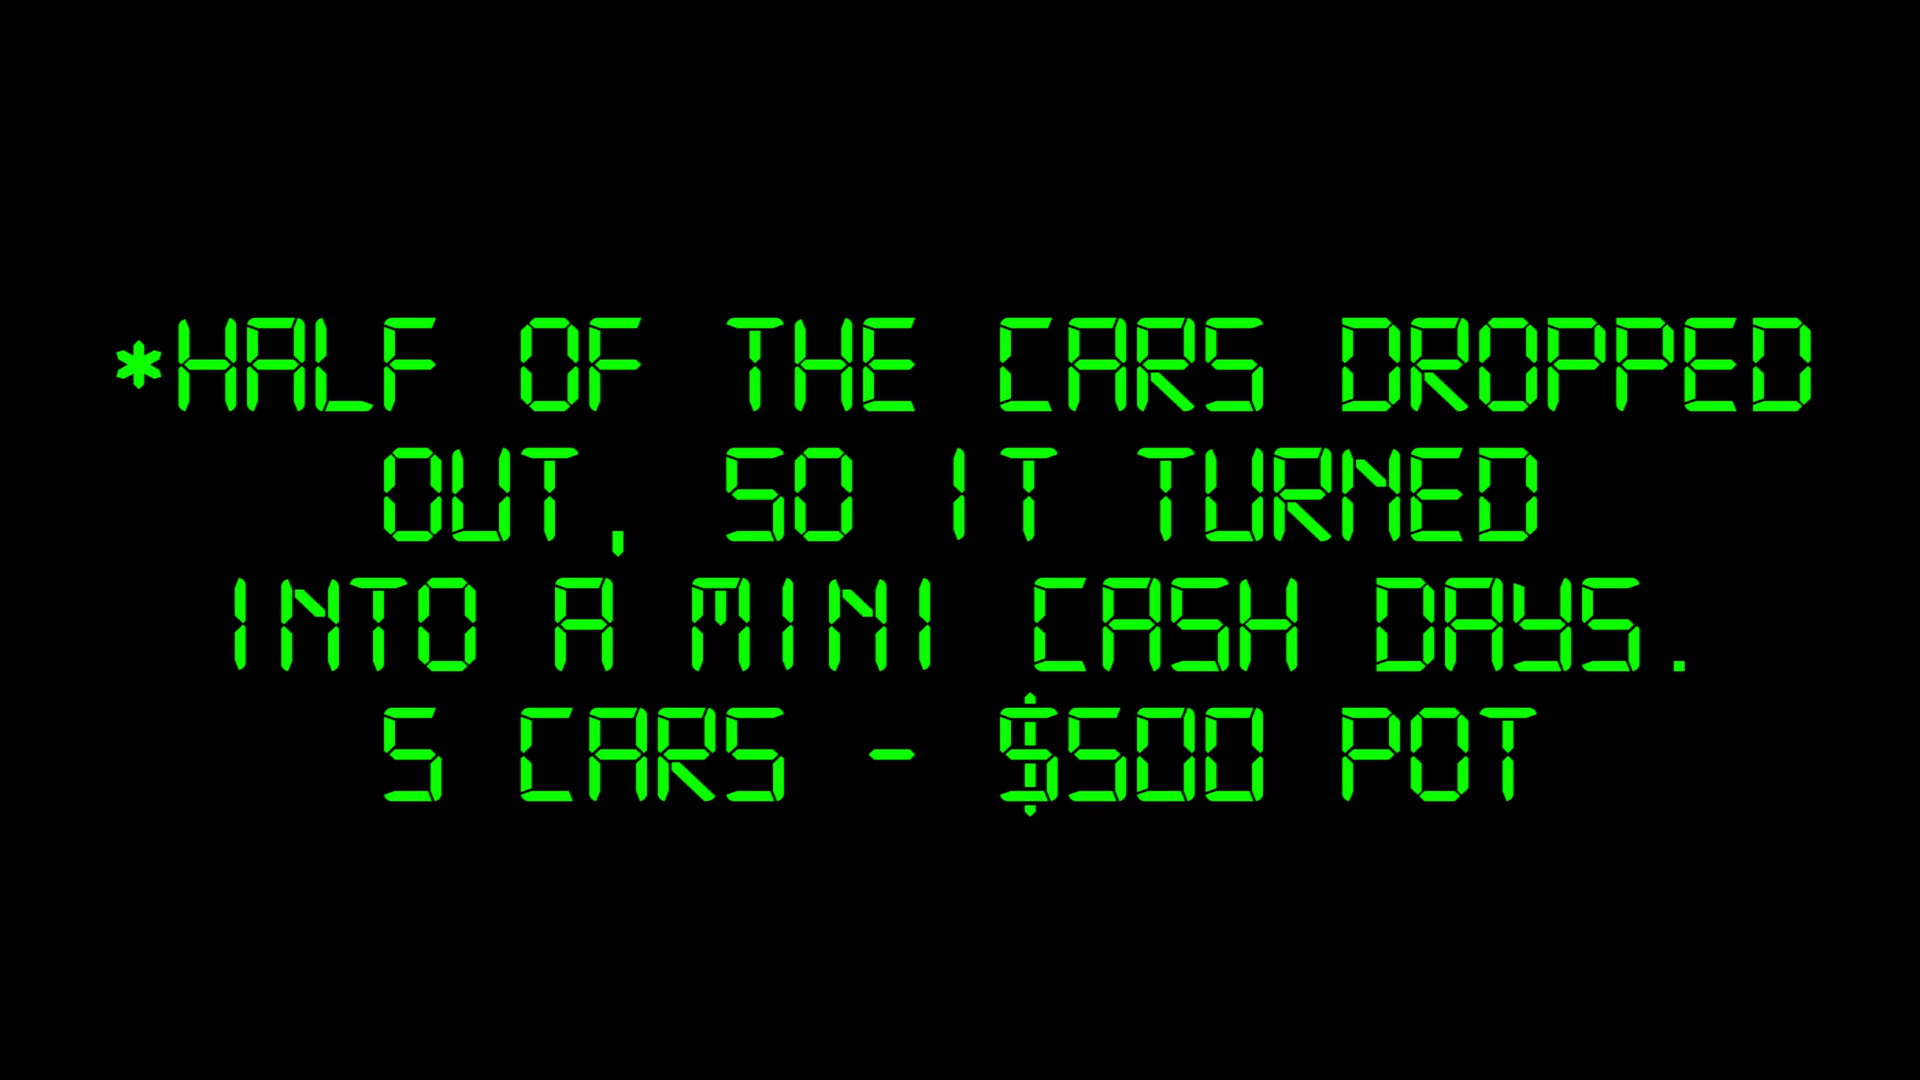 *HALF OF THE CARS DROPPED
OUT, SO IT TURNED
INTO A MINI CASH DAYS.
5 CARS - $500 POT